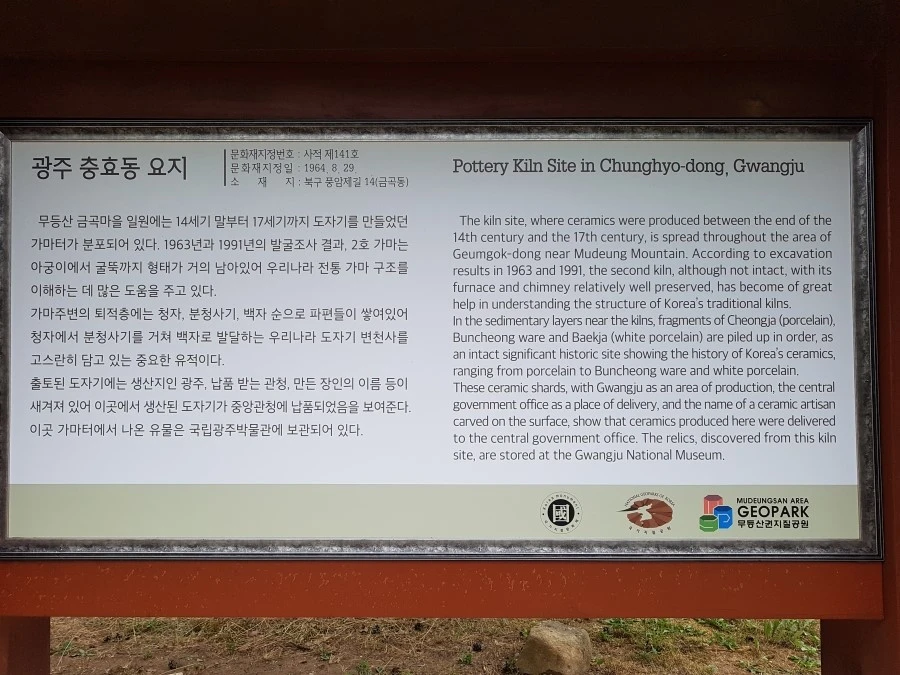 광주 충효동 요지
문화재지정번호 : 사적 제141호
문화재지정일 : 1964. 8. 29.
소 재 지 : 북구 풍암제길 14(금곡동)
무등산 금곡마을 일원에는 14세기 말부터 17세기까지 도자기를 만들었던
가마터가 분포되어 있다. 1963년과 1991년의 발굴조사 결과, 2호 가마는
아궁이에서 굴뚝까지 형태가 거의 남아있어 우리나라 전통 가마 구조를
이해하는 데 많은 도움을 주고 있다.
가마주변의 퇴적층에는 청자, 분청사기, 백자 순으로 파편들이 쌓여있어
청자에서 분청사기를 거쳐 백자로 발달하는 우리나라 도자기 변천사를
고스란히 담고 있는 중요한 유적이다.
출토된 도자기에는 생산지인 광주, 납품 받는 관청, 만든 장인의 이름 등이
새겨져 있어 이곳에서 생산된 도자기가 중앙관청에 납품되었음을 보여준다.
이곳 가마터에서 나온 유물은 국립광주박물관에 보관되어 있다.
Pottery Kiln Site in Chunghyo-dong, Gwangju
The kiln site, where ceramics were produced between the end of the
14th century and the 17th century, is spread throughout the area of
Geumgok-dong near Mudeung Mountain. According to excavation
results in 1963 and 1991, the second kiln, although not intact, with its
furnace and chimney relatively well preserved, has become of great
help in understanding the structure of Korea's traditional kilns.
In the sedimentary layers near the kilns, fragments of Cheongja (porcelain),
Buncheong ware and Baekja (white porcelain) are piled up in order, as
an intact significant historic site showing the history of Korea's ceramics,
ranging from porcelain to Buncheong ware and white porcelain.
These ceramic shards, with Gwangju as an area of production, the central
government office as a place of delivery, and the name of a ceramic artisan
carved on the surface, show that ceramics produced here were delivered
to the central government office. The relics, discovered from this kiln
site, are stored at the Gwangju National Museum.
國
MUDEUNGSAN AREA
GEOPARK
무등산권지질공원